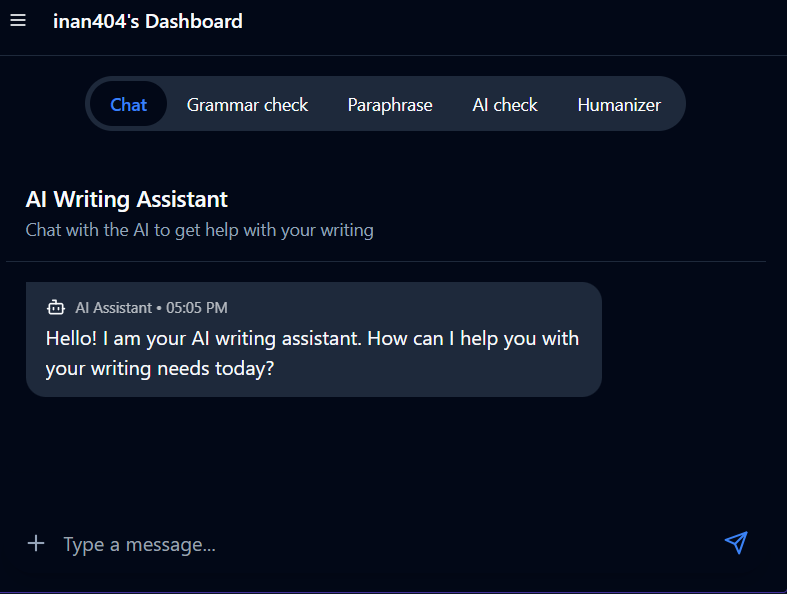 inan404's Dashboard
Chat Grammar check Paraphrase AI check Humanizer
AI Writing Assistant
Chat with the AI to get help with your writing
AI Assistant • 05:05 PM
Hello! I am your AI writing assistant. How can I help you with
your writing needs today?
Type a message...